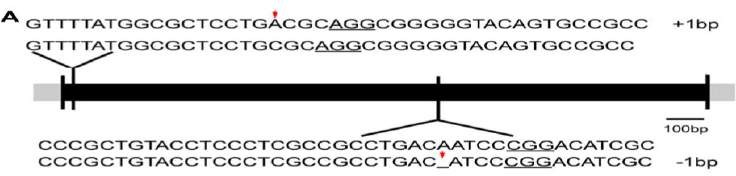 A GTTTTATGGCGCTCCTGACGCAGGCGGGGGTACAGTGCCGCC +1bp
GTTTTATGGCGCTCCTGCGCAGGCGGGGGTACAGTGCCGCC
100bp
CCCGCTGTACCTCCCTCGCCGCCTGACAATCCCGGACATCGC
CCCGCTGTACCTCCCTCGCCGCCTGAC_ATCCCGGACATCGC -1bp